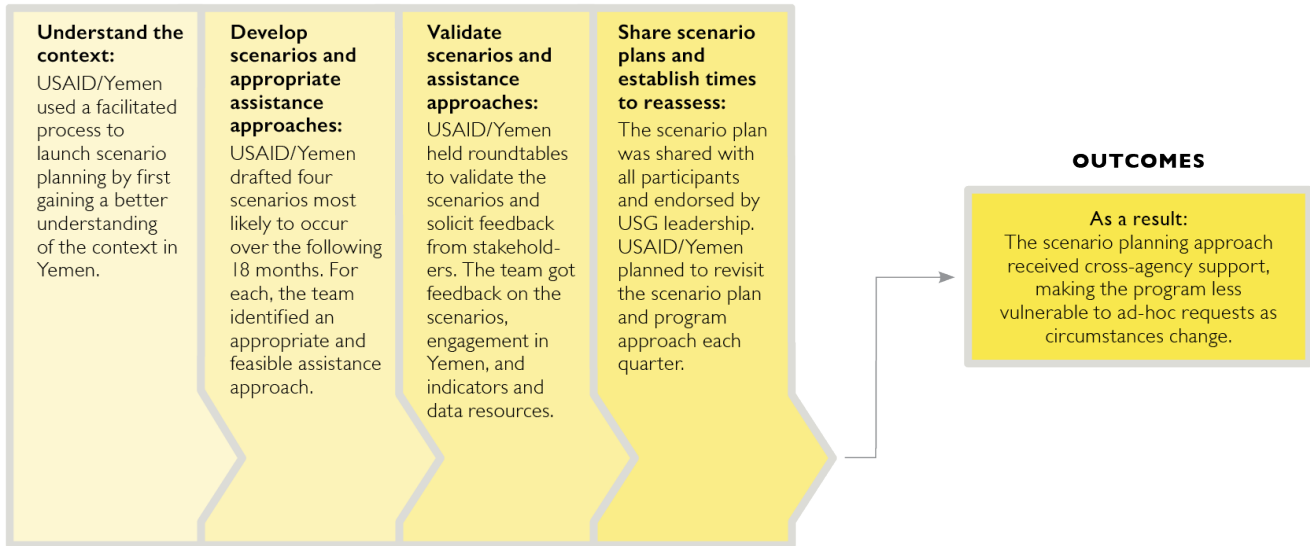 Understand the
context:
USAID/Yemen
used a facilitated
process to
launch scenario
planning by first
gaining a better
understanding
of the context in
Yemen.
Develop
scenarios and
appropriate
assistance
approaches:
USAID/Yemen
drafted four
scenarios most
likely to occur
over the following
18 months. For
each, the team
identified an
appropriate and
feasible assistance
approach.
Validate
scenarios and
assistance
approaches:
USAID/Yemen
held roundtables
to validate the
scenarios and
solicit feedback
from stakehold-
ers. The team got
feedback on the
scenarios,
engagement in
Yemen, and
indicators and
data resources.
Share scenario
plans and
establish times
to reassess:
The scenario plan
was shared with
all participants
and endorsed by
USG leadership.
USAID/Yemen
planned to revisit
the scenario plan
and program
approach each
quarter.
OUTCOMES
As a result:
The scenario planning approach
received cross-agency support,
making the program less
vulnerable to ad-hoc requests as
circumstances change.